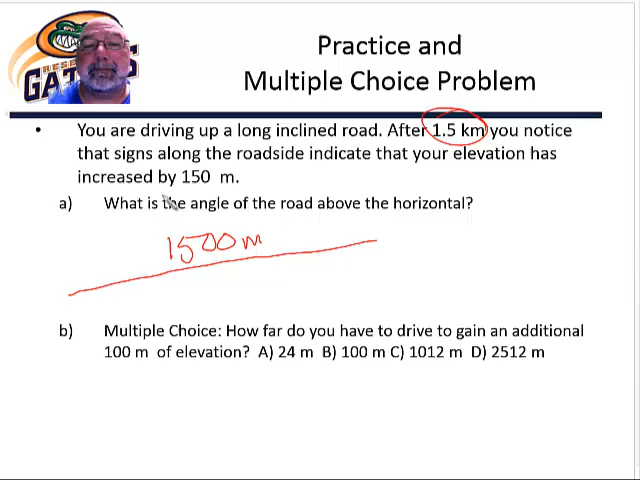 Practice and
Multiple Choice Problem
RESE
GATORS
• You are driving up a long inclined road. After 1.5 km you notice
that signs along the roadside indicate that your elevation has
increased by 150 m.
a) What is the angle of the road above the horizontal?
1500 m
b) Multiple Choice: How far do you have to drive to gain an additional
100 m of elevation? A) 24 m B) 100 m C) 1012 m D) 2512 m